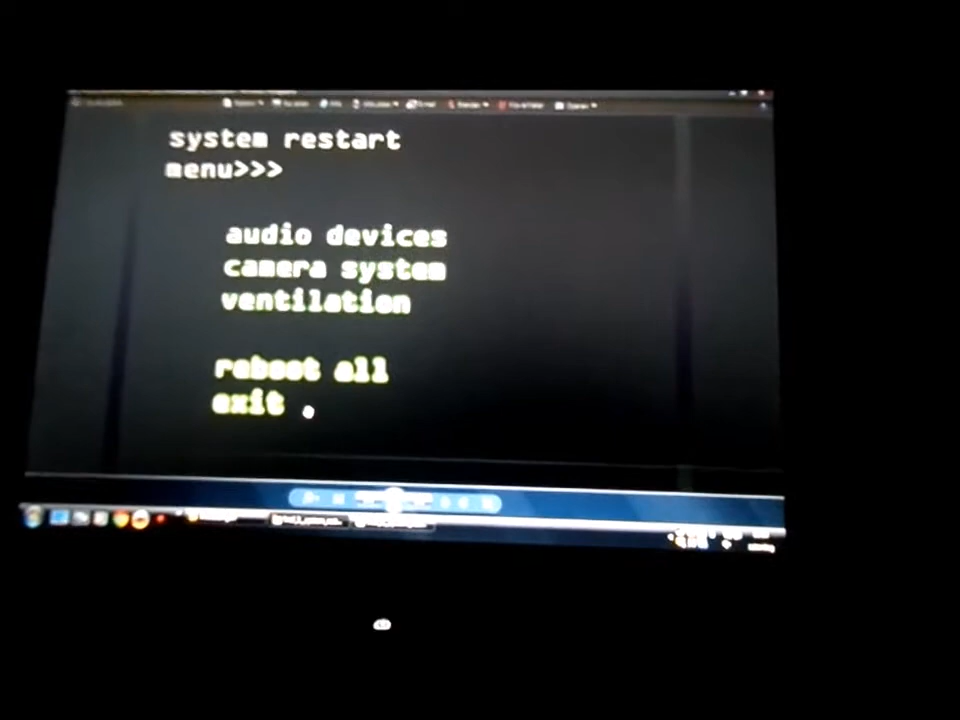 system restart
menu>>>
audio devices
camera system
ventilation
reboot all
exit